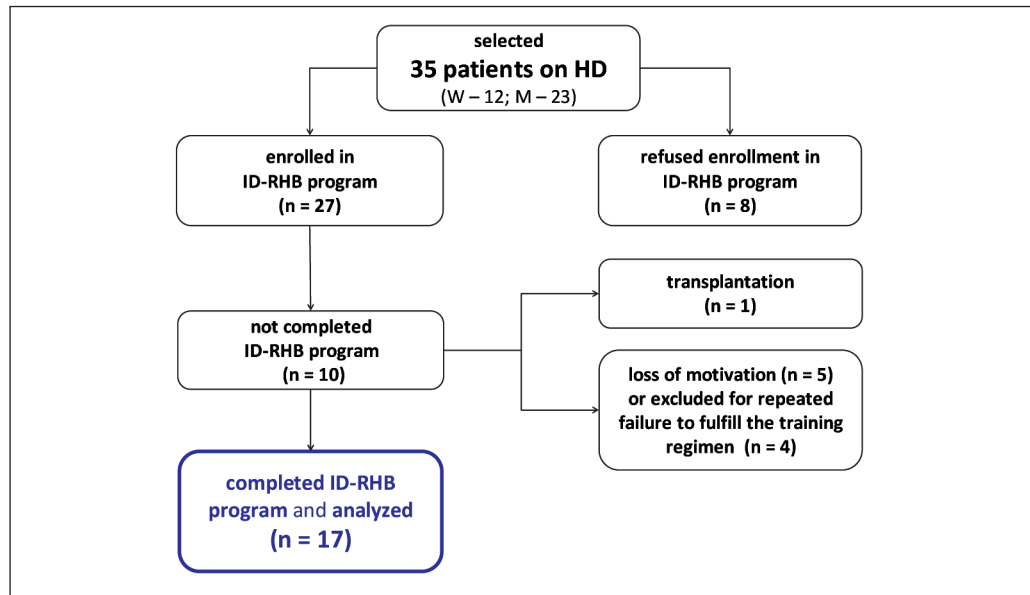 selected
35 patients on HD
(W – 12; M – 23)
enrolled in
ID-RHB program
(n = 27)
refused enrollment in
ID-RHB program
(n = 8)
transplantation
(n = 1)
not completed
ID-RHB program
(n = 10)
loss of motivation (n = 5)
or excluded for repeated
failure to fulfill the training
regimen (n = 4)
completed ID-RHB
program and analyzed
(n = 17)